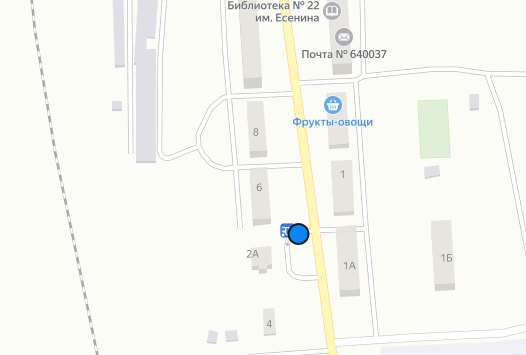 Библиотека № 22
им. Есенина
Почта № 640037
Фрукты-овощи
8
1
6
2А
1А
1Б
4